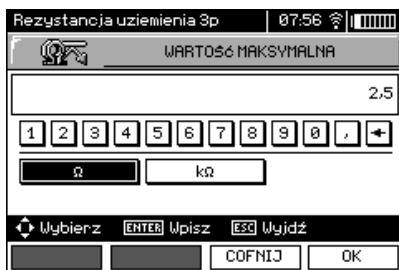 Rezystancja uziemienia 3p 07:56
WARTOŚĆ MAKSYMALNA
2,5
1 2 3 4 5 6 7 8 9 0 , ←
Ω kΩ
Wybierz ENTER Wpisz ESC Wyjdź
COFNIJ OK